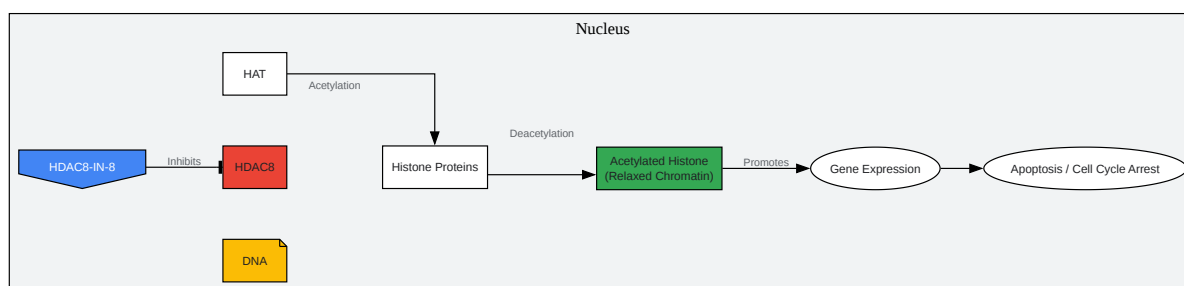 Nucleus
HAT
Acetylation
Deacetylation
HDAC8-IN-8
Inhibits
HDAC8
Histone Proteins
Acetylated Histone
(Relaxed Chromatin)
Promotes
Gene Expression
Apoptosis / Cell Cycle Arrest
DNA